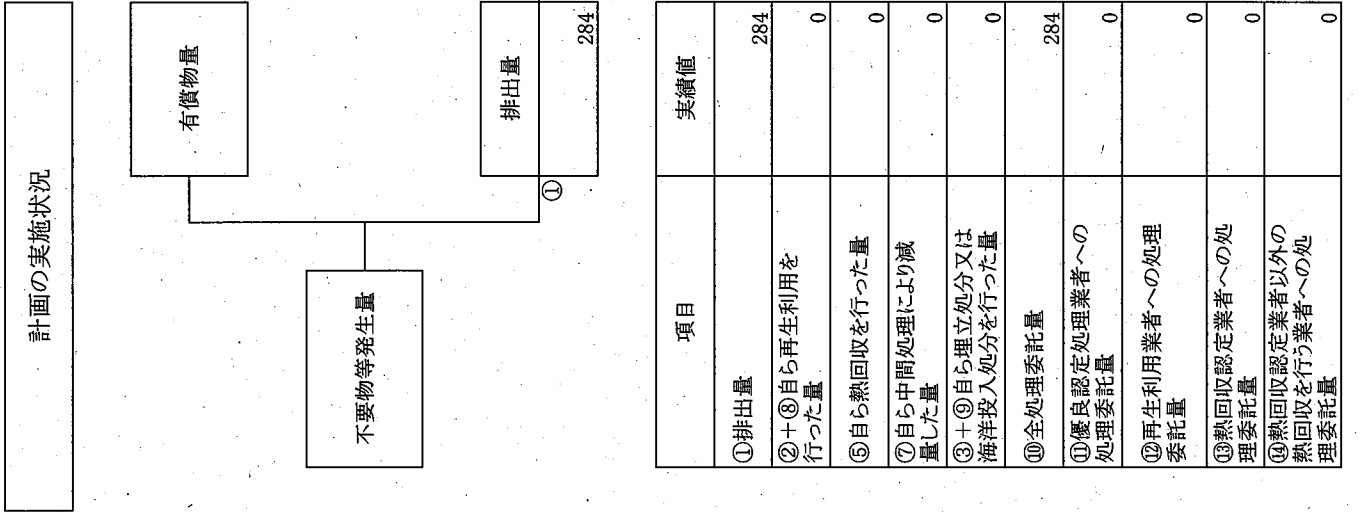 計画の実施状況
有償物量
不要物等発生量
排出量
①
284
項目
実績値
①排出量
284
②+⑧自ら再生利用を
行った量
0
⑤自ら熱回収を行った量
0
⑦自ら中間処理により減
量した量
0
③+⑨自ら埋立処分又は
海洋投入処分を行った量
0
⑩全処理委託量
284
⑪優良認定処理業者への
処理委託量
0
⑫再生利用業者への処理
委託量
0
⑬熱回収認定業者への処
理委託量
0
⑭熱回収認定業者以外の
熱回収を行う業者への処
理委託量
0